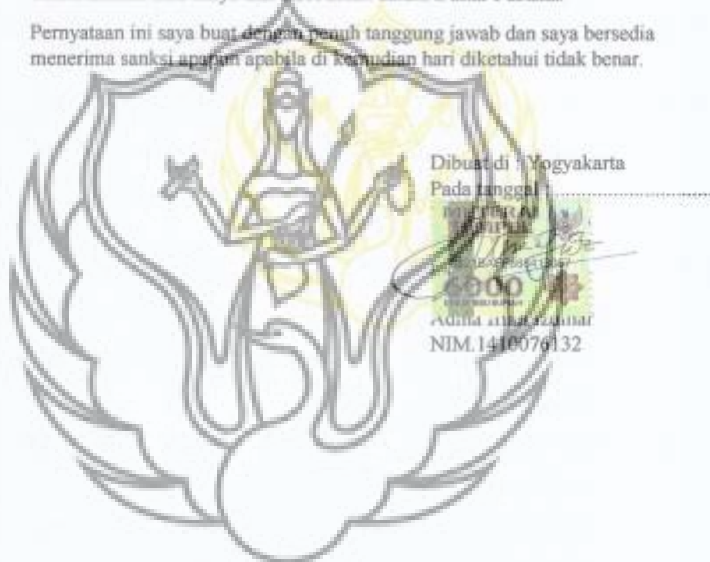 Pernyataan ini saya buat dengan penuh tanggung jawab dan saya bersedia
menerima sanksi apapun apabila di kemudian hari diketahui tidak benar.
Dibuat di : Yogyakarta
Pada tanggal :....................................
6000
NIM.1410076132